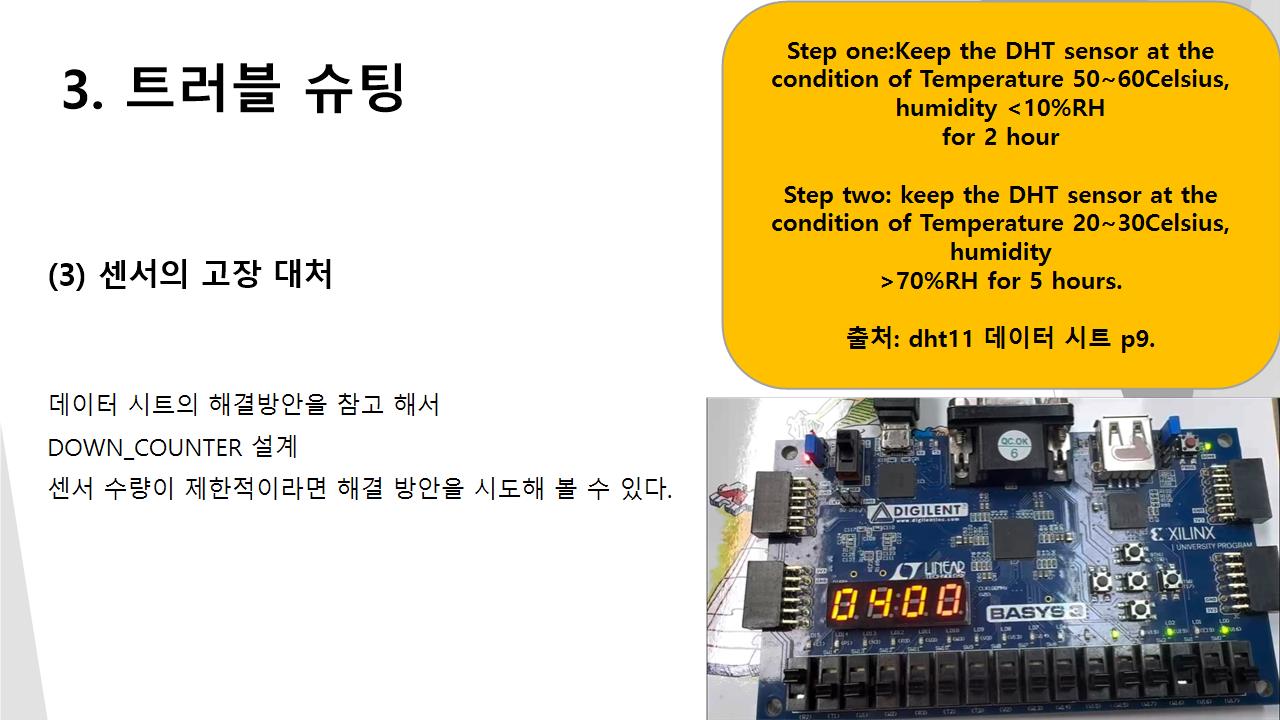 3. 트러블 슈팅
Step one:Keep the DHT sensor at the
condition of Temperature 50~60Celsius,
humidity <10%RH
for 2 hour
Step two: keep the DHT sensor at the
condition of Temperature 20~30Celsius,
humidity
>70%RH for 5 hours.
출처: dht11 데이터 시트 p9.
(3) 센서의 고장 대처
데이터 시트의 해결방안을 참고 해서
DOWN_COUNTER 설계
센서 수량이 제한적이라면 해결 방안을 시도해 볼 수 있다.
QC.OK
6
DIGILENT
www.digilentinc.com
XILINX
UNIVERSITY PROGRAM
LINEAR
TECHNOLOGY
0400
BASYS 3